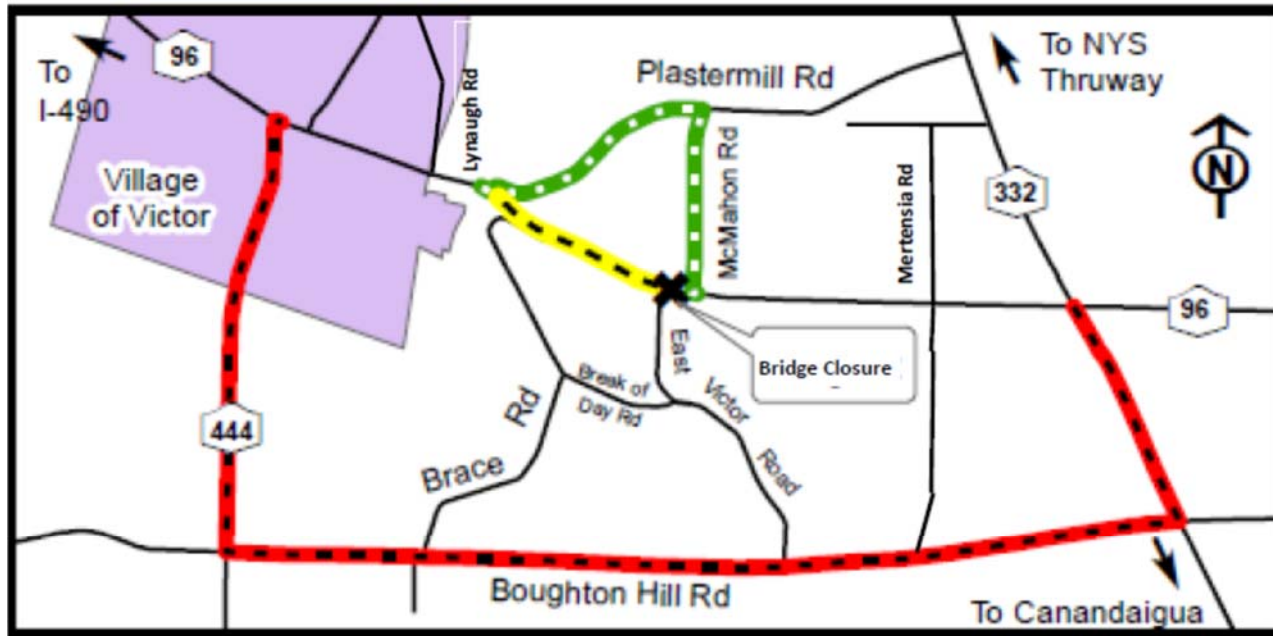 96
To
I-490
Village
of Victor
Lynaugh Rd
Plastermill Rd
McMahon Rd
Mertensia Rd
To NYS
Thruway
N
332
96
Bridge Closure
East
Victor
Road
Break of
Day Rd
Brace
Rd
444
Boughton Hill Rd
To Canandaigua